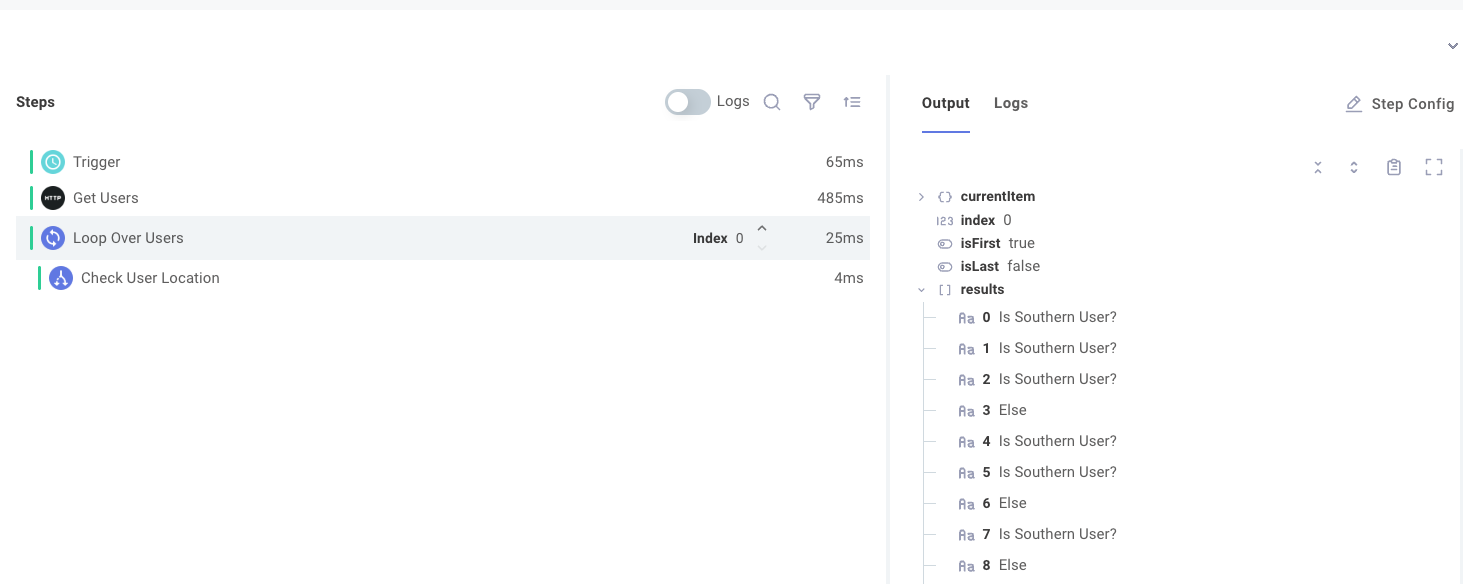 Steps
Logs
Trigger 65ms
HTTP Get Users 485ms
Loop Over Users Index 0 25ms
Check User Location 4ms
Output Logs Step Config
{} currentItem
123 index 0
isFirst true
isLast false
[] results
Aa 0 Is Southern User?
Aa 1 Is Southern User?
Aa 2 Is Southern User?
Aa 3 Else
Aa 4 Is Southern User?
Aa 5 Is Southern User?
Aa 6 Else
Aa 7 Is Southern User?
Aa 8 Else